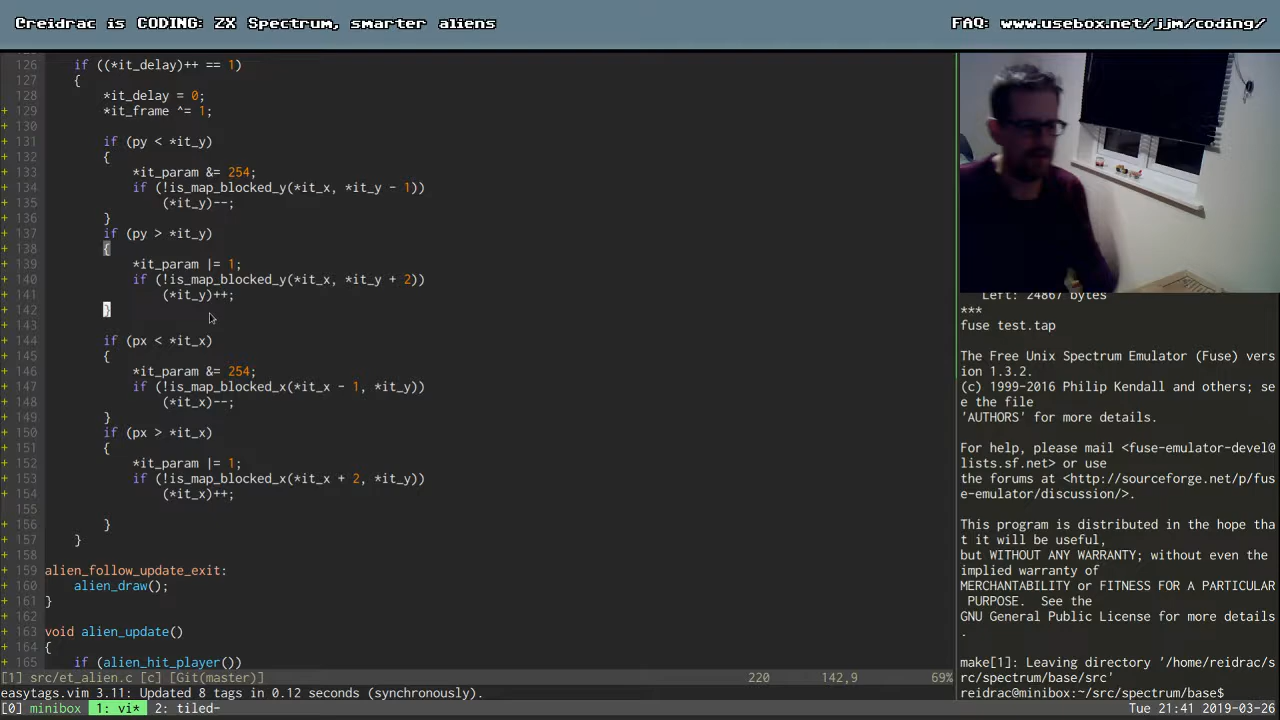 Creidrac is CODING: ZX Spectrum, smarter aliens
FAQ: www.usebox.net/jjm/coding/
126     if ((*it_delay)++ == 1)
127     {
128         *it_delay = 0;
+ 129         *it_frame ^= 1;
+ 130
+ 131         if (py < *it_y)
+ 132         {
+ 133             *it_param &= 254;
+ 134             if (!is_map_blocked_y(*it_x, *it_y - 1))
+ 135                 (*it_y)--;
+ 136         }
+ 137         if (py > *it_y)
+ 138         {
+ 139             *it_param |= 1;
+ 140             if (!is_map_blocked_y(*it_x, *it_y + 2))
+ 141                 (*it_y)++;
+ 142         }
+ 143
+ 144         if (px < *it_x)
+ 145         {
+ 146             *it_param &= 254;
+ 147             if (!is_map_blocked_x(*it_x - 1, *it_y))
+ 148                 (*it_x)--;
+ 149         }
+ 150         if (px > *it_x)
+ 151         {
+ 152             *it_param |= 1;
+ 153             if (!is_map_blocked_x(*it_x + 2, *it_y))
+ 154                 (*it_x)++;
+ 155
+ 156         }
+ 157     }
+ 158
+ 159 alien_follow_update_exit:
+ 160     alien_draw();
+ 161 }
+ 162
+ 163 void alien_update()
+ 164 {
+ 165     if (alien_hit_player())
[1] src/et_alien.c [c] [Git(master)] 220 142,9 69%
easytags.vim 3.11: Updated 8 tags in 0.12 seconds (synchronously).
Left: 24867 bytes
***
fuse test.tap
The Free Unix Spectrum Emulator (Fuse) vers
ion 1.3.2.
(c) 1999-2016 Philip Kendall and others; se
e the file
'AUTHORS' for more details.
For help, please mail <fuse-emulator-devel@
lists.sf.net> or use
the forums at <http://sourceforge.net/p/fus
e-emulator/discussion/>.
This program is distributed in the hope tha
t it will be useful,
but WITHOUT ANY WARRANTY; without even the
implied warranty of
MERCHANTABILITY or FITNESS FOR A PARTICULAR
PURPOSE.  See the
GNU General Public License for more details
.
make[1]: Leaving directory '/home/reidrac/s
rc/spectrum/base/src'
reidrac@minibox:~/src/spectrum/base$
[0] minibox 1: vi* 2: tiled- Tue 21:41 2019-03-26